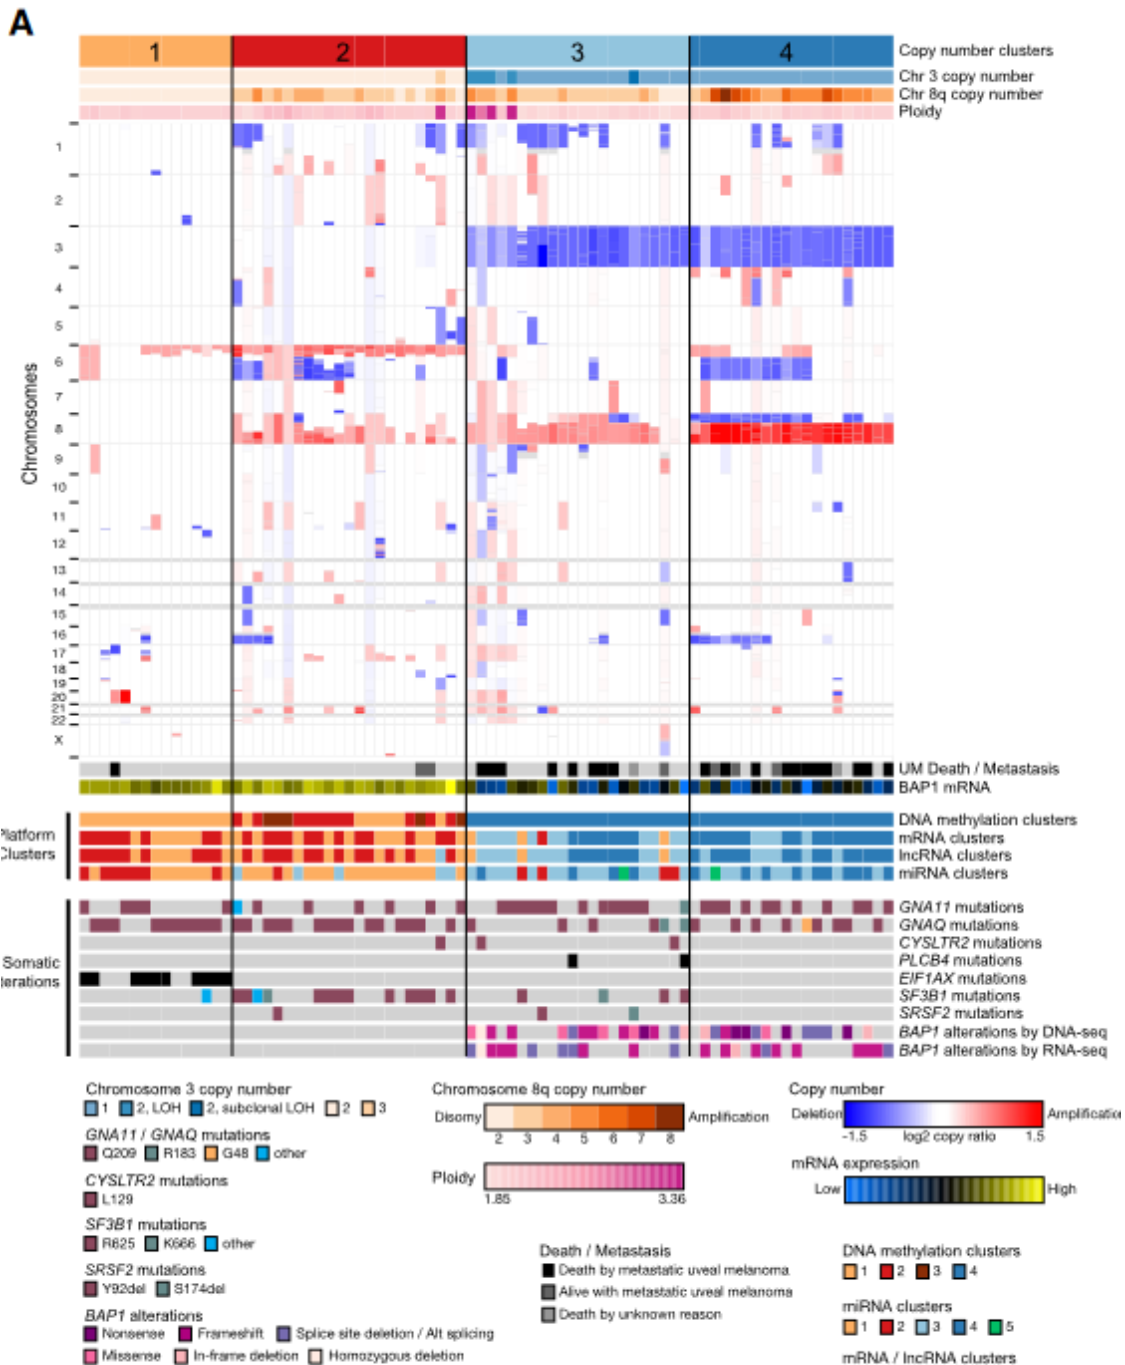 A
1 2 3 4 Copy number clusters
Chr 3 copy number
Chr 8q copy number
Ploidy
Chromosomes
1
2
3
4
5
6
7
8
9
10
11
12
13
14
15
16
17
18
19
20
21
22
X
UM Death / Metastasis
BAP1 mRNA
Platform
Clusters
DNA methylation clusters
mRNA clusters
lncRNA clusters
miRNA clusters
Somatic
lterations
GNA11 mutations
GNAQ mutations
CYSLTR2 mutations
PLCB4 mutations
EIF1AX mutations
SF3B1 mutations
SRSF2 mutations
BAP1 alterations by DNA-seq
BAP1 alterations by RNA-seq
Chromosome 3 copy number
1 2, LOH 2, subclonal LOH 2 3
GNA11 / GNAQ mutations
Q209 R183 G48 other
CYSLTR2 mutations
L129
SF3B1 mutations
R625 K666 other
SRSF2 mutations
Y92del S174del
BAP1 alterations
Nonsense Frameshift Splice site deletion / Alt splicing
Missense In-frame deletion Homozygous deletion
Chromosome 8q copy number
Disomy Amplification
2 3 4 5 6 7 8
Ploidy
1.85 3.36
Death / Metastasis
Death by metastatic uveal melanoma
Alive with metastatic uveal melanoma
Death by unknown reason
Copy number
Deletion Amplificatio
-1.5 log2 copy ratio 1.5
mRNA expression
Low High
DNA methylation clusters
1 2 3 4
miRNA clusters
1 2 3 4 5
mRNA / lncRNA clusters